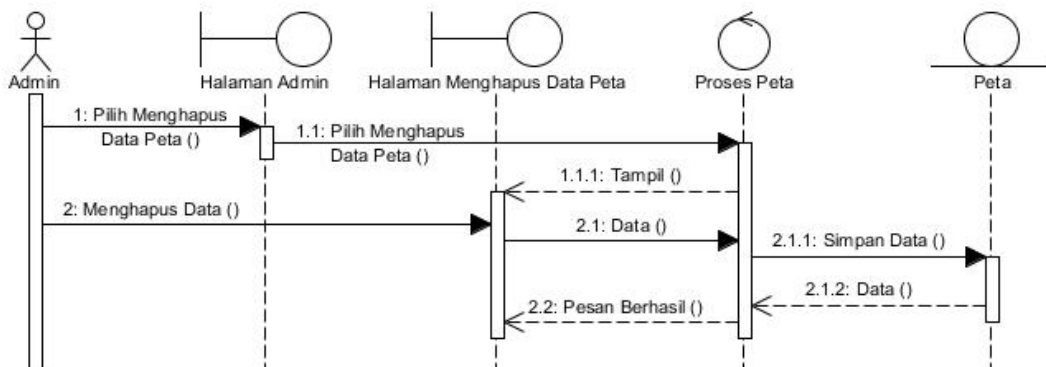 Admin
Halaman Admin
Halaman Menghapus Data Peta
Proses Peta
Peta
1: Pilih Menghapus
Data Peta ()
1.1: Pilih Menghapus
Data Peta ()
1.1.1: Tampil ()
2: Menghapus Data ()
2.1: Data ()
2.1.1: Simpan Data ()
2.1.2: Data ()
2.2: Pesan Berhasil ()